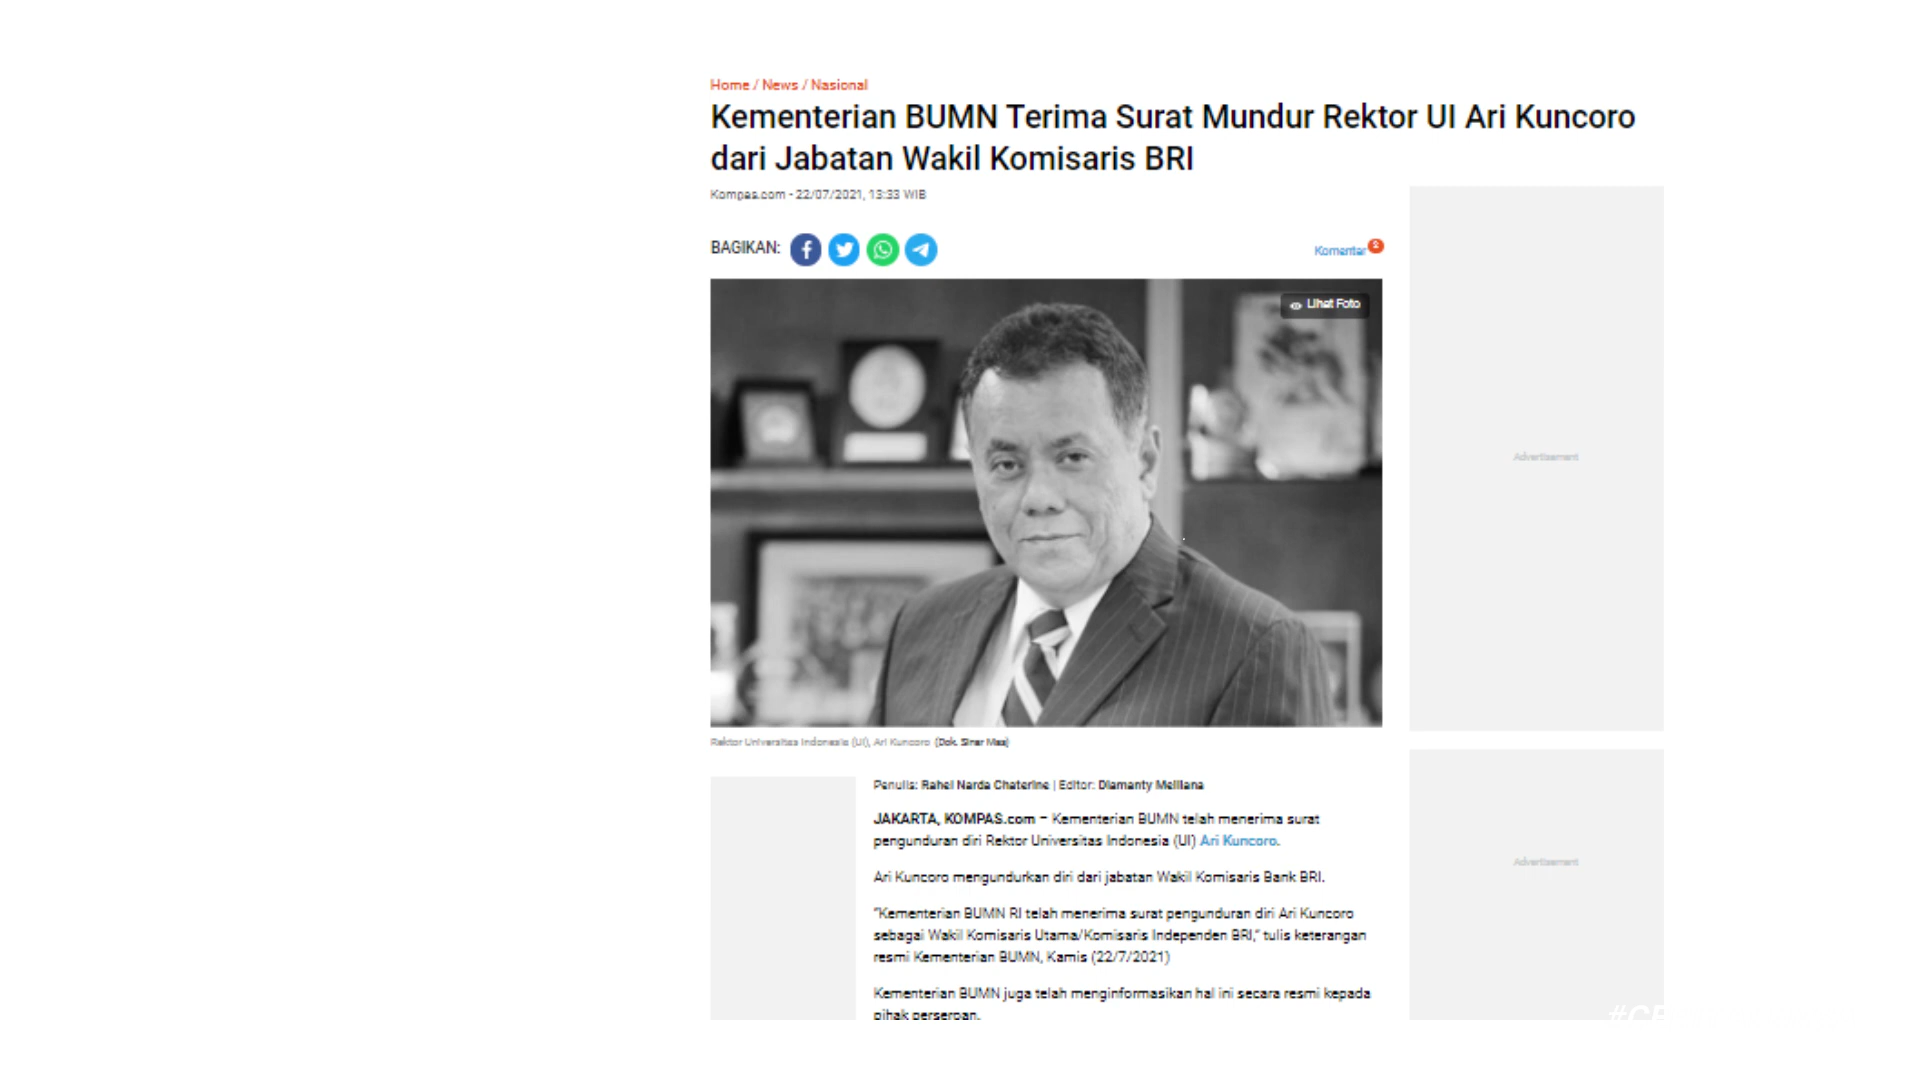 Home / News / Nasional
Kementerian BUMN Terima Surat Mundur Rektor UI Ari Kuncoro
dari Jabatan Wakil Komisaris BRI
Kompas.com - 22/07/2021, 13:33 WIB
BAGIKAN:
Komentar 2
Lihat Foto
Advertisement
Rektor Universitas Indonesia (UI), Ari Kuncoro (Dok. Sinar Mas)
Penulis: Rahel Narda Chaterine | Editor: Diamanty Meiliana
JAKARTA, KOMPAS.com – Kementerian BUMN telah menerima surat
pengunduran diri Rektor Universitas Indonesia (UI) Ari Kuncoro.
Advertisement
Ari Kuncoro mengundurkan diri dari jabatan Wakil Komisaris Bank BRI.
"Kementerian BUMN RI telah menerima surat pengunduran diri Ari Kuncoro
sebagai Wakil Komisaris Utama/Komisaris Independen BRI," tulis keterangan
resmi Kementerian BUMN, Kamis (22/7/2021)
Kementerian BUMN juga telah menginformasikan hal ini secara resmi kepada
pihak perseroan.